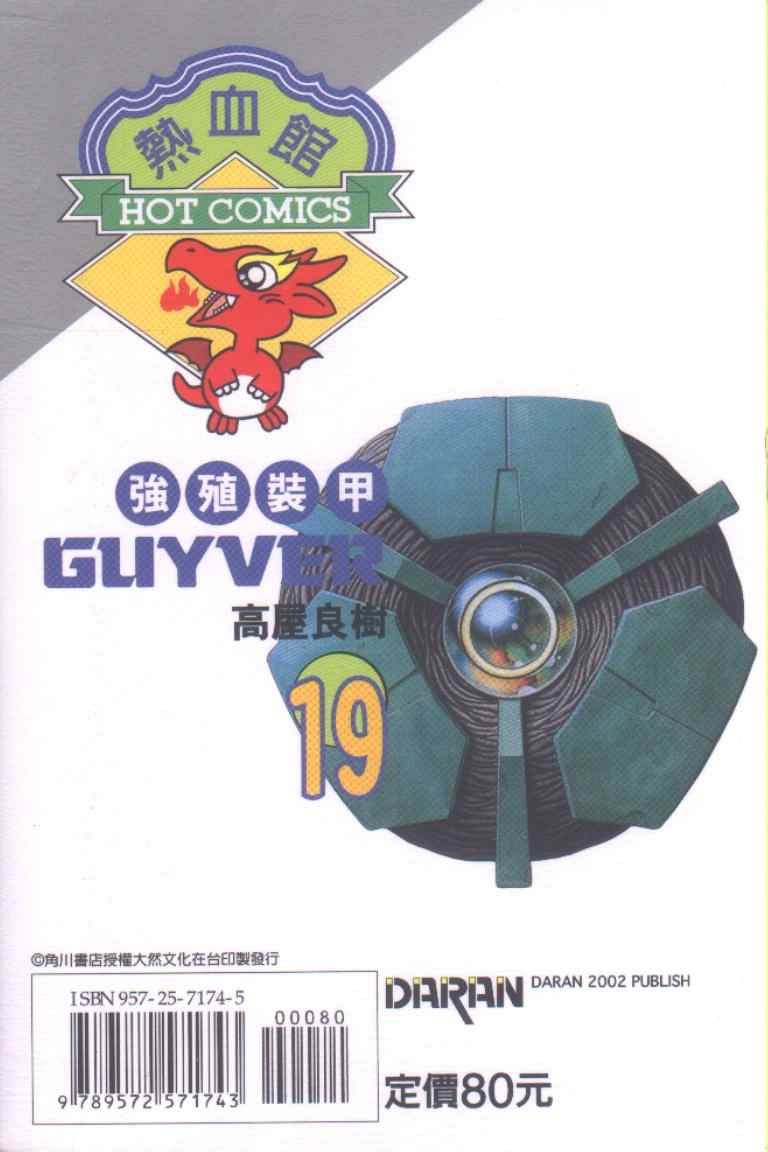 熱血館
HOT COMICS
強殖裝甲
GUYVER
高屋良樹
19
©角川書店授權大然文化在台印製發行
ISBN 957-25-7174-5
00080
9 789572 571743
DARAN
DARAN 2002 PUBLISH
定價80元